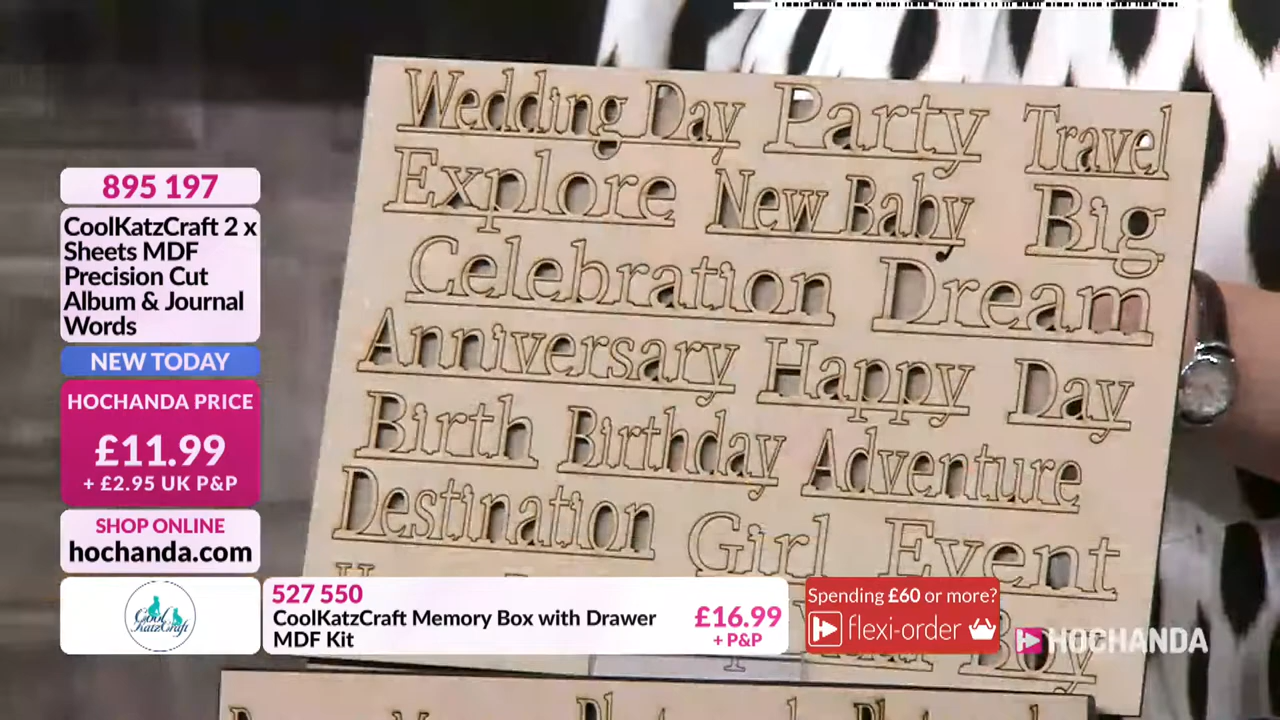 Wedding Day Party Travel
Explore New Baby Big
Celebration Dream
Anniversary Happy Day
Birth Birthday Adventure
Destination Girl Event
Boy
895 197
CoolKatzCraft 2 x
Sheets MDF
Precision Cut
Album & Journal
Words
NEW TODAY
HOCHANDA PRICE
£11.99
+ £2.95 UK P&P
SHOP ONLINE
hochanda.com
Cool
KatzCraft
527 550
CoolKatzCraft Memory Box with Drawer
MDF Kit
£16.99
+ P&P
Spending £60 or more?
flexi-order
HOCHANDA